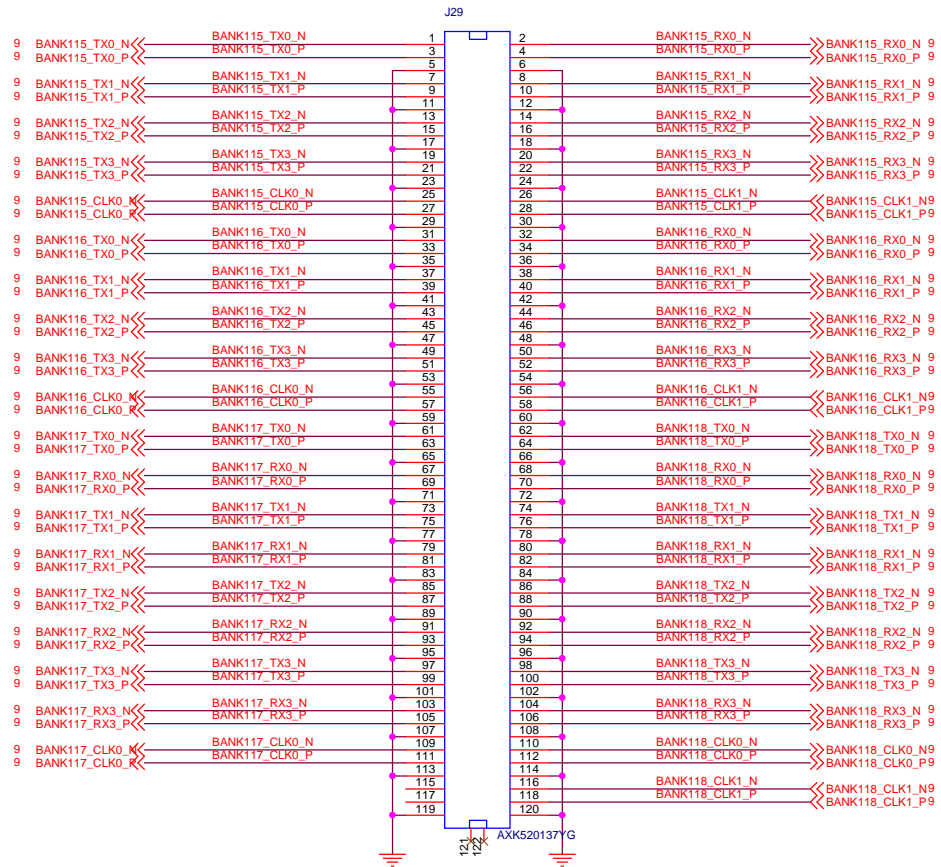 J29
9 BANK115_TX0_N BANK115_TX0_N 1 2 BANK115_RX0_N BANK115_RX0_N 9
9 BANK115_TX0_P BANK115_TX0_P 3 4 BANK115_RX0_P BANK115_RX0_P 9
5 6
9 BANK115_TX1_N BANK115_TX1_N 7 8 BANK115_RX1_N BANK115_RX1_N 9
9 BANK115_TX1_P BANK115_TX1_P 9 10 BANK115_RX1_P BANK115_RX1_P 9
11 12
9 BANK115_TX2_N BANK115_TX2_N 13 14 BANK115_RX2_N BANK115_RX2_N 9
9 BANK115_TX2_P BANK115_TX2_P 15 16 BANK115_RX2_P BANK115_RX2_P 9
17 18
9 BANK115_TX3_N BANK115_TX3_N 19 20 BANK115_RX3_N BANK115_RX3_N 9
9 BANK115_TX3_P BANK115_TX3_P 21 22 BANK115_RX3_P BANK115_RX3_P 9
23 24
9 BANK115_CLK0_N BANK115_CLK0_N 25 26 BANK115_CLK1_N BANK115_CLK1_N 9
9 BANK115_CLK0_P BANK115_CLK0_P 27 28 BANK115_CLK1_P BANK115_CLK1_P 9
29 30
9 BANK116_TX0_N BANK116_TX0_N 31 32 BANK116_RX0_N BANK116_RX0_N 9
9 BANK116_TX0_P BANK116_TX0_P 33 34 BANK116_RX0_P BANK116_RX0_P 9
35 36
9 BANK116_TX1_N BANK116_TX1_N 37 38 BANK116_RX1_N BANK116_RX1_N 9
9 BANK116_TX1_P BANK116_TX1_P 39 40 BANK116_RX1_P BANK116_RX1_P 9
41 42
9 BANK116_TX2_N BANK116_TX2_N 43 44 BANK116_RX2_N BANK116_RX2_N 9
9 BANK116_TX2_P BANK116_TX2_P 45 46 BANK116_RX2_P BANK116_RX2_P 9
47 48
9 BANK116_TX3_N BANK116_TX3_N 49 50 BANK116_RX3_N BANK116_RX3_N 9
9 BANK116_TX3_P BANK116_TX3_P 51 52 BANK116_RX3_P BANK116_RX3_P 9
53 54
9 BANK116_CLK0_N BANK116_CLK0_N 55 56 BANK116_CLK1_N BANK116_CLK1_N 9
9 BANK116_CLK0_P BANK116_CLK0_P 57 58 BANK116_CLK1_P BANK116_CLK1_P 9
59 60
9 BANK117_TX0_N BANK117_TX0_N 61 62 BANK118_TX0_N BANK118_TX0_N 9
9 BANK117_TX0_P BANK117_TX0_P 63 64 BANK118_TX0_P BANK118_TX0_P 9
65 66
9 BANK117_RX0_N BANK117_RX0_N 67 68 BANK118_RX0_N BANK118_RX0_N 9
9 BANK117_RX0_P BANK117_RX0_P 69 70 BANK118_RX0_P BANK118_RX0_P 9
71 72
9 BANK117_TX1_N BANK117_TX1_N 73 74 BANK118_TX1_N BANK118_TX1_N 9
9 BANK117_TX1_P BANK117_TX1_P 75 76 BANK118_TX1_P BANK118_TX1_P 9
77 78
9 BANK117_RX1_N BANK117_RX1_N 79 80 BANK118_RX1_N BANK118_RX1_N 9
9 BANK117_RX1_P BANK117_RX1_P 81 82 BANK118_RX1_P BANK118_RX1_P 9
83 84
9 BANK117_TX2_N BANK117_TX2_N 85 86 BANK118_TX2_N BANK118_TX2_N 9
9 BANK117_TX2_P BANK117_TX2_P 87 88 BANK118_TX2_P BANK118_TX2_P 9
89 90
9 BANK117_RX2_N BANK117_RX2_N 91 92 BANK118_RX2_N BANK118_RX2_N 9
9 BANK117_RX2_P BANK117_RX2_P 93 94 BANK118_RX2_P BANK118_RX2_P 9
95 96
9 BANK117_TX3_N BANK117_TX3_N 97 98 BANK118_TX3_N BANK118_TX3_N 9
9 BANK117_TX3_P BANK117_TX3_P 99 100 BANK118_TX3_P BANK118_TX3_P 9
101 102
9 BANK117_RX3_N BANK117_RX3_N 103 104 BANK118_RX3_N BANK118_RX3_N 9
9 BANK117_RX3_P BANK117_RX3_P 105 106 BANK118_RX3_P BANK118_RX3_P 9
107 108
9 BANK117_CLK0_N BANK117_CLK0_N 109 110 BANK118_CLK0_N BANK118_CLK0_N 9
9 BANK117_CLK0_P BANK117_CLK0_P 111 112 BANK118_CLK0_P BANK118_CLK0_P 9
113 114
115 116 BANK118_CLK1_N BANK118_CLK1_N 9
117 118 BANK118_CLK1_P BANK118_CLK1_P 9
119 120
121 122 AXK520137YG